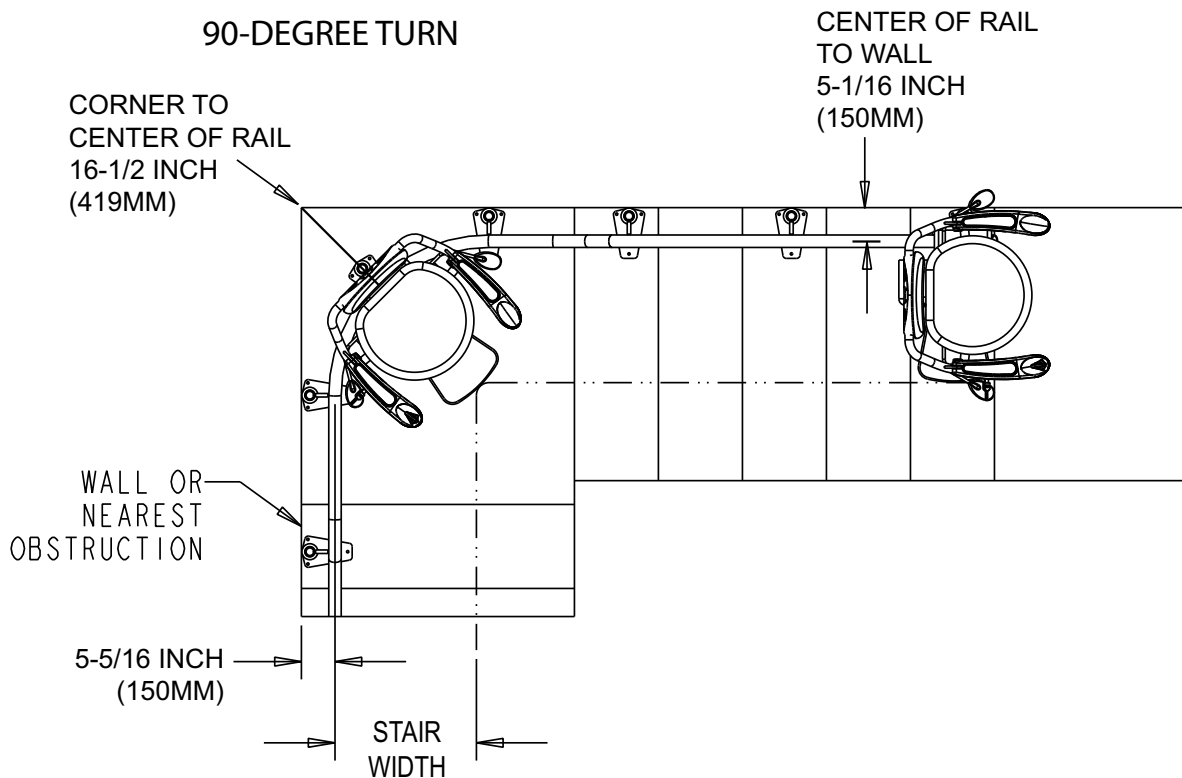 90-DEGREE TURN
CENTER OF RAIL
TO WALL
5-1/16 INCH
(150MM)
CORNER TO
CENTER OF RAIL
16-1/2 INCH
(419MM)
WALL OR
NEAREST
OBSTRUCTION
5-5/16 INCH
(150MM)
STAIR
WIDTH